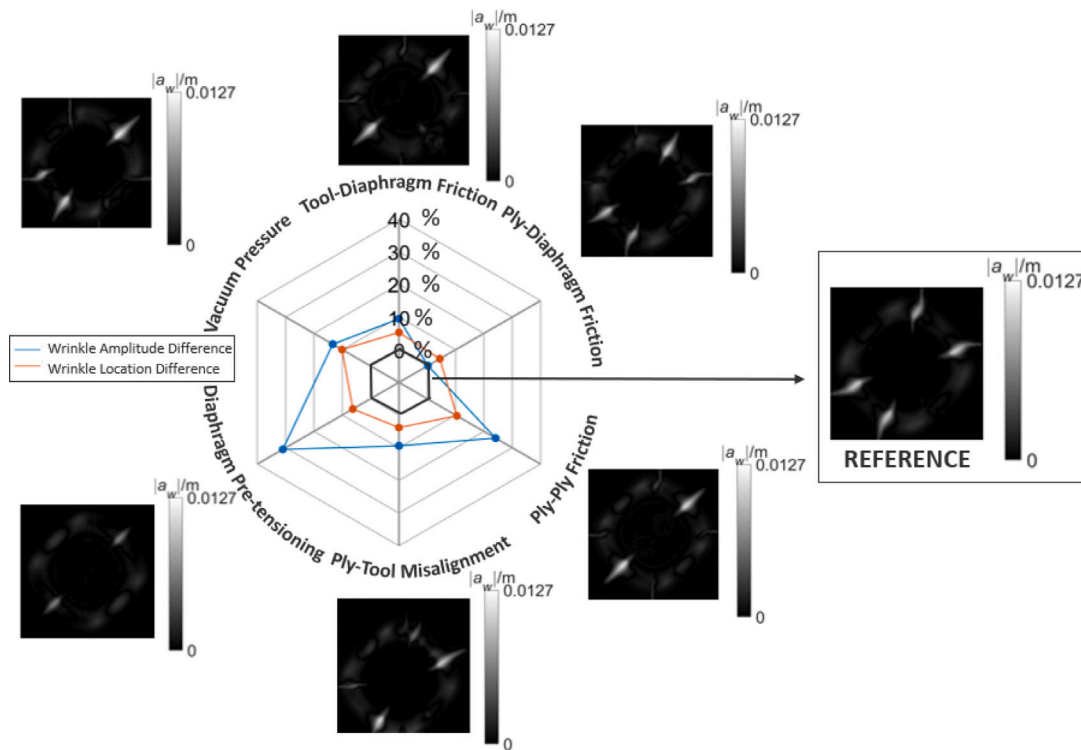 |a_w|/m
0.0127
0
|a_w|/m
0.0127
0
|a_w|/m
0.0127
0
Tool-Diaphragm Friction
Ply-Diaphragm Friction
Vacuum Pressure
40 %
30 %
20 %
10 %
0 %
Wrinkle Amplitude Difference
Wrinkle Location Difference
|a_w|/m
0.0127
0
REFERENCE
Diaphragm Pre-tensioning
Ply-Tool Misalignment
Ply-Ply Friction
|a_w|/m
0.0127
0
|a_w|/m
0.0127
0
|a_w|/m
0.0127
0